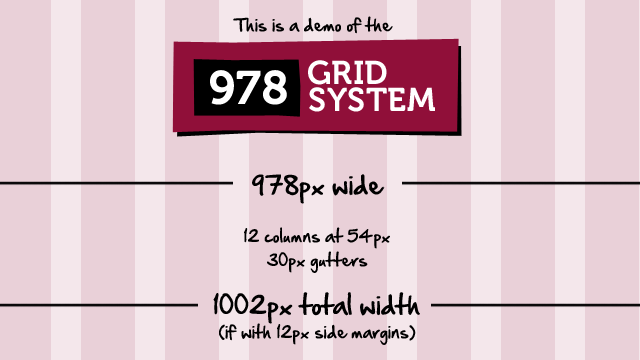 This is a demo of the
978 GRID
SYSTEM
978px wide
12 columns at 54px
30px gutters
1002px total width
(if with 12px side margins)